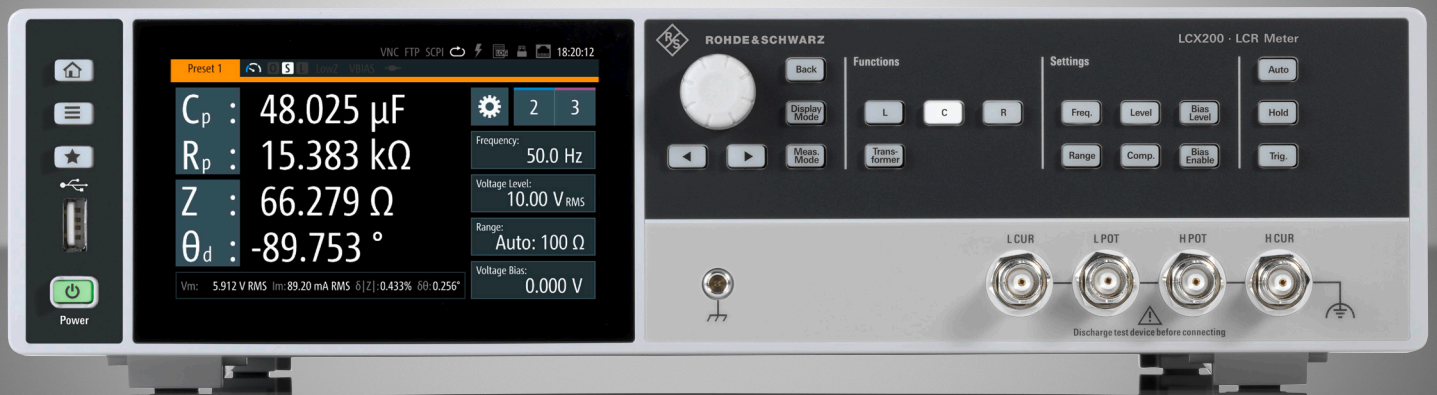 VNC FTP SCPI 18:20:12
Preset 1 O S L LowZ VBIAS
Cp : 48.025 µF
Rp : 15.383 kΩ
Z : 66.279 Ω
θd : -89.753 °
Vm: 5.912 V RMS Im: 89.20 mA RMS δ|Z|: 0.433% δθ: 0.256°
2 3
Frequency:
50.0 Hz
Voltage Level:
10.00 V RMS
Range:
Auto: 100 Ω
Voltage Bias:
0.000 V
Power
R&S
ROHDE&SCHWARZ
LCX200 · LCR Meter
Back
Display
Mode
Meas.
Mode
Functions
L C R
Trans-
former
Settings
Freq. Level Bias
Level
Range Comp. Bias
Enable
Auto
Hold
Trig.
L CUR L POT H POT H CUR
Discharge test device before connecting